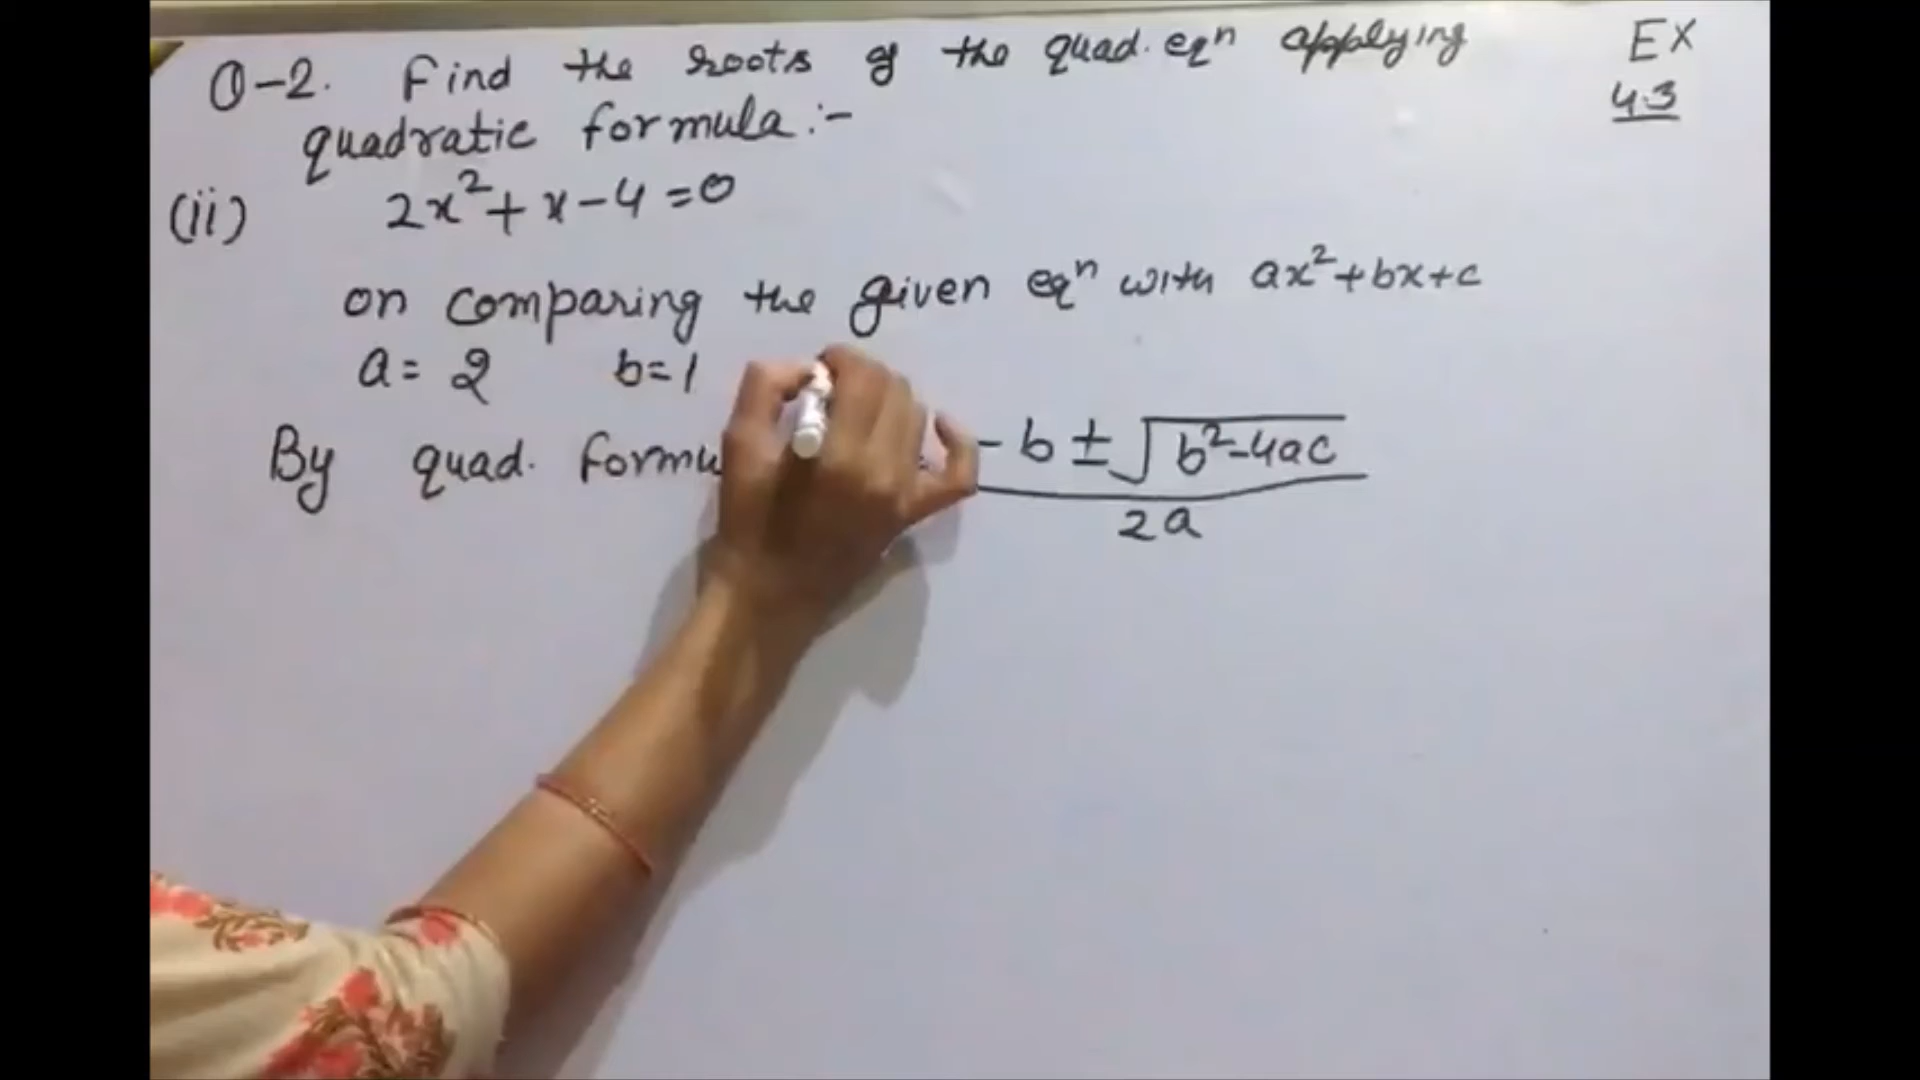 Q-2. Find the roots of the quad. eqⁿ applying
EX
4.3
quadratic formula :-
(ii) 2x²+x-4=0
on comparing the given eqⁿ with ax²+bx+c
a= 2 b=1
By quad. formu - b ± √b²-4ac
2a